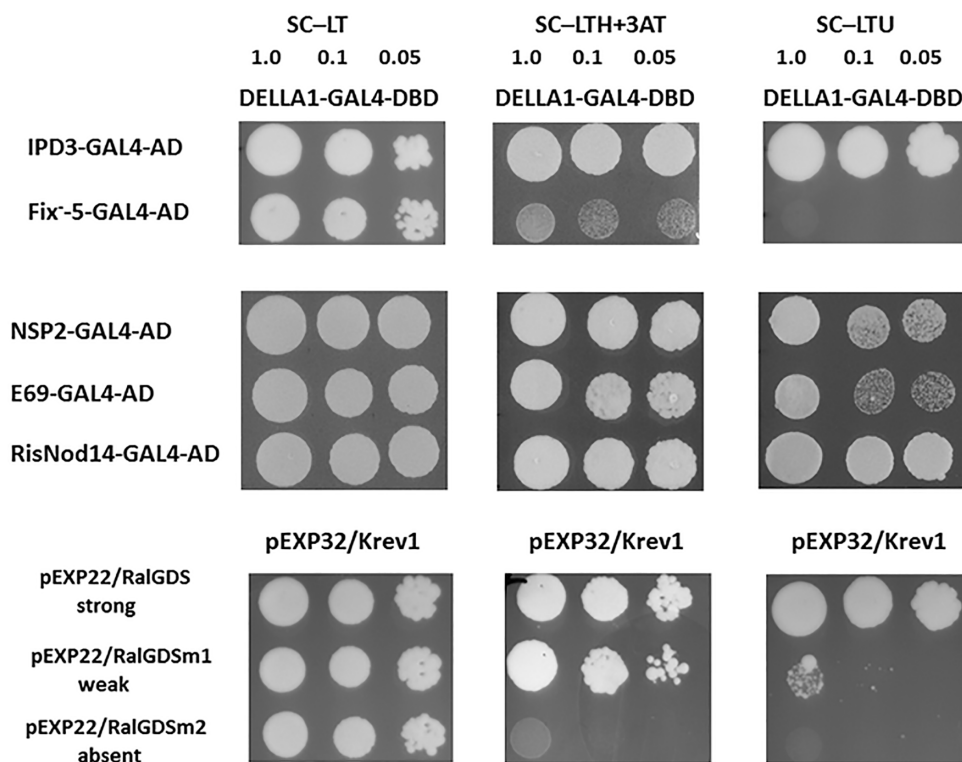 SC–LT SC–LTH+3AT SC–LTU
1.0 0.1 0.05 1.0 0.1 0.05 1.0 0.1 0.05
DELLA1-GAL4-DBD DELLA1-GAL4-DBD DELLA1-GAL4-DBD
IPD3-GAL4-AD
Fix⁻-5-GAL4-AD
NSP2-GAL4-AD
E69-GAL4-AD
RisNod14-GAL4-AD
pEXP32/Krev1 pEXP32/Krev1 pEXP32/Krev1
pEXP22/RalGDS
strong
pEXP22/RalGDSm1
weak
pEXP22/RalGDSm2
absent